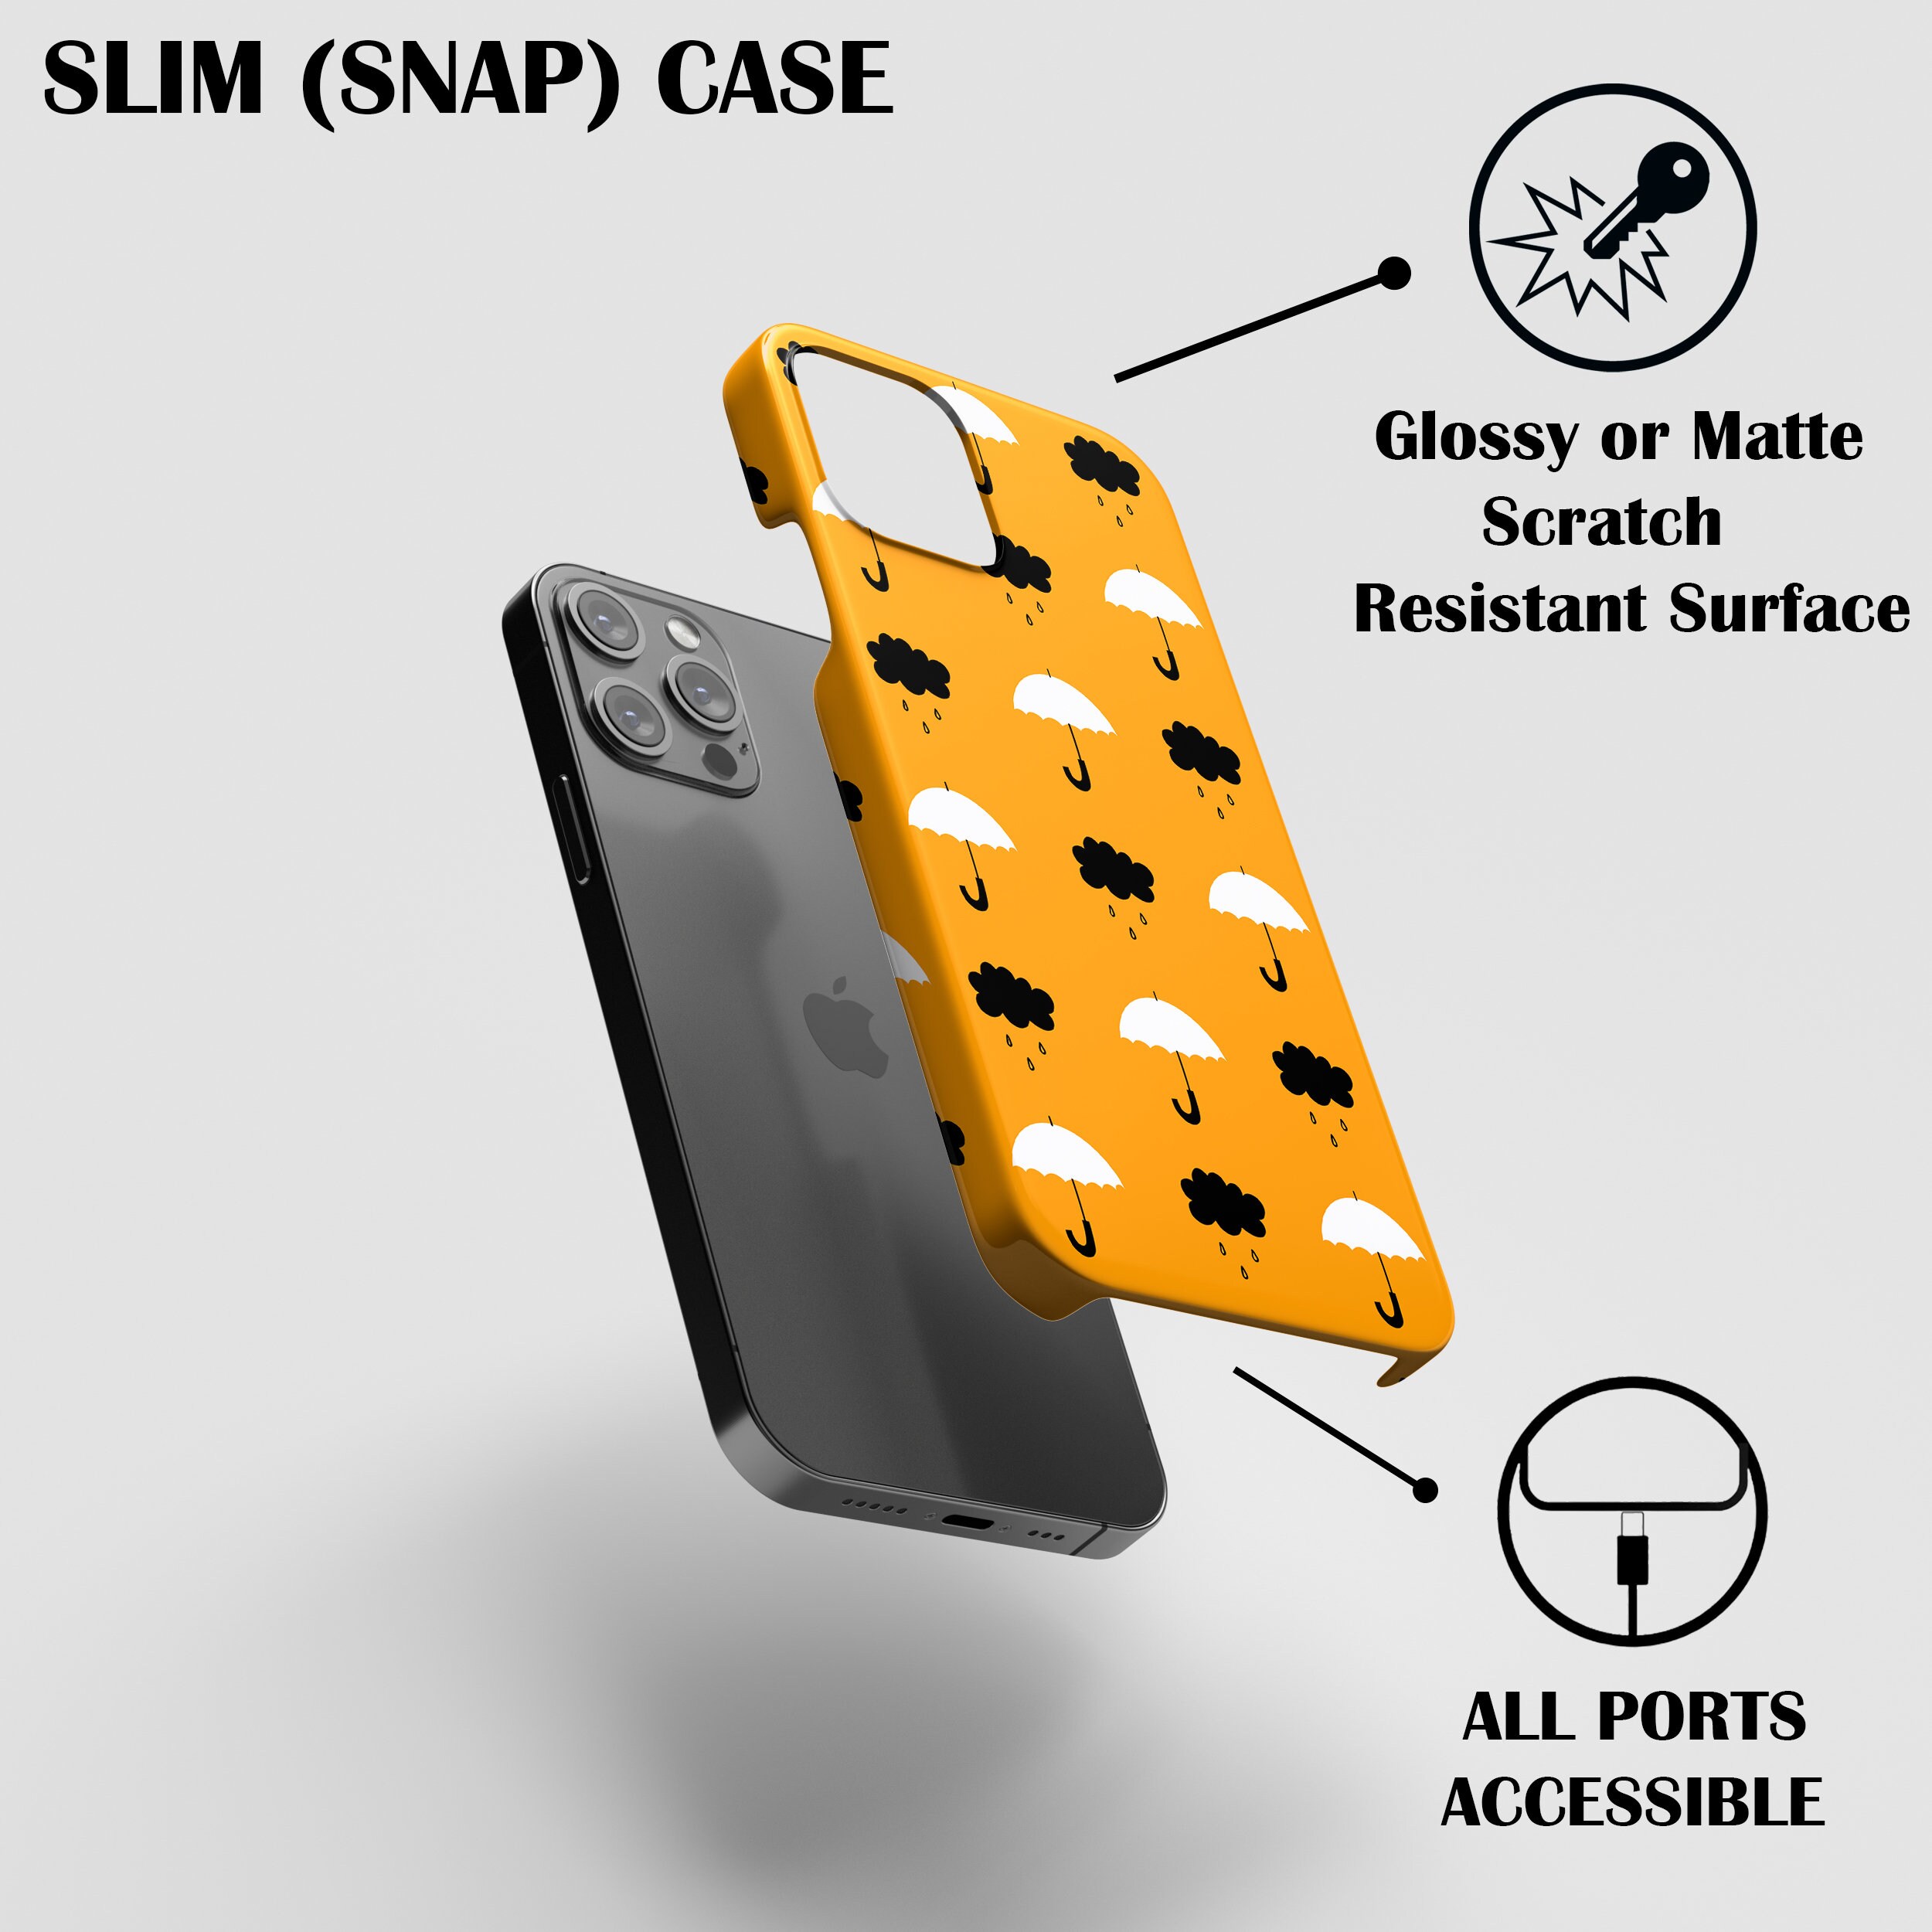 SLIM (SNAP) CASE
Glossy or Matte
Scratch
Resistant Surface
ALL PORTS
ACCESSIBLE